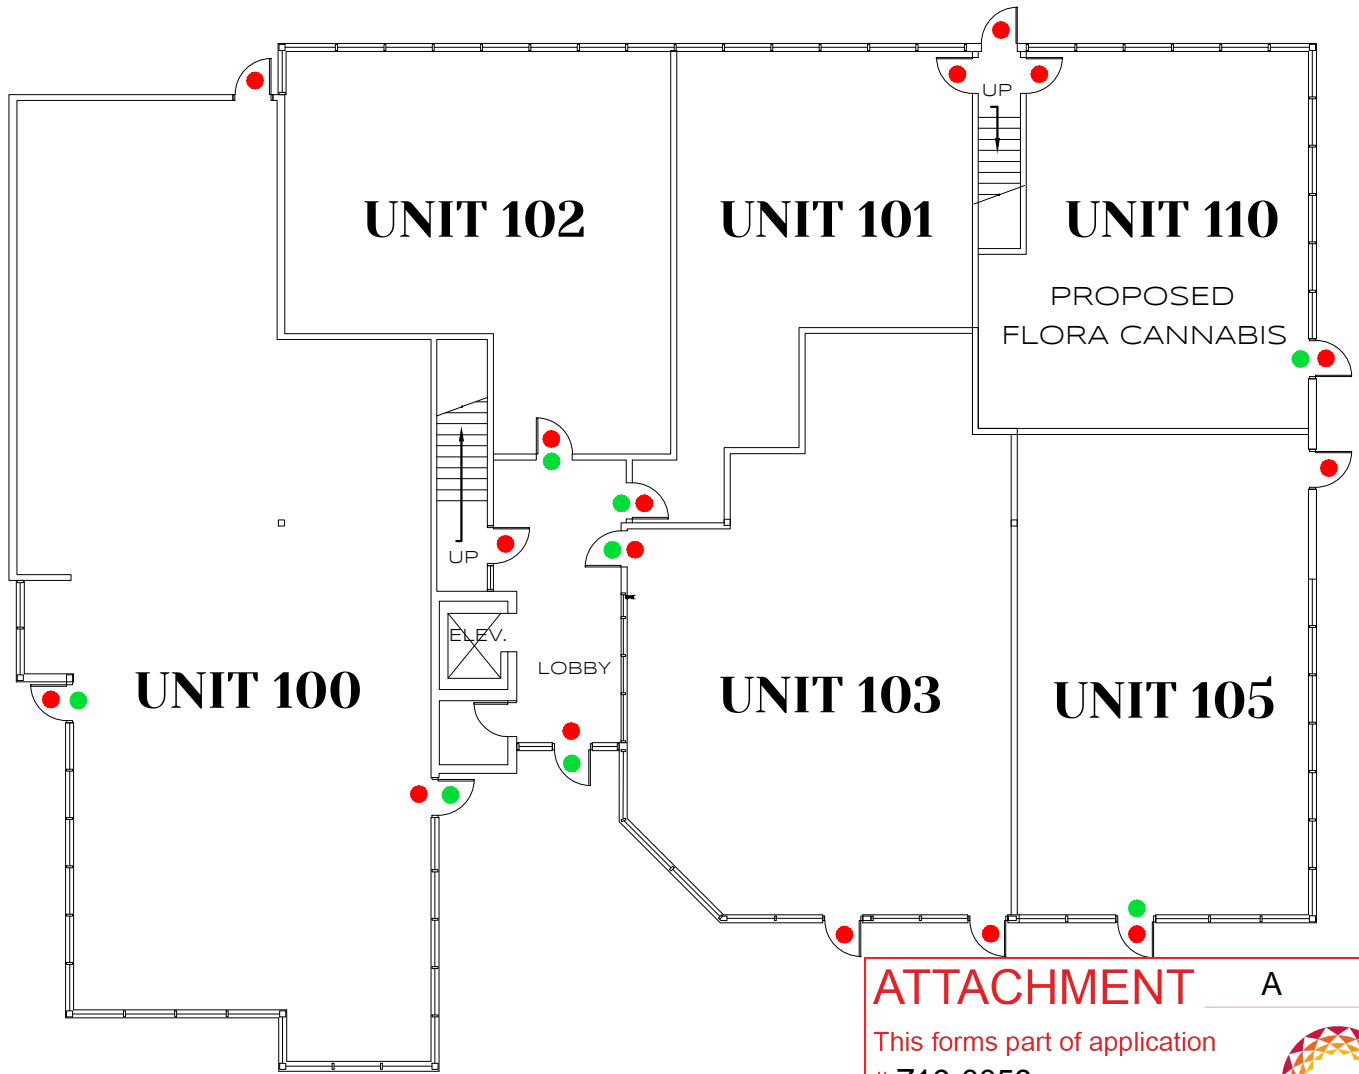 UP
UNIT 102
UNIT 101
UNIT 110
PROPOSED
FLORA CANNABIS
UP
ELEV.
LOBBY
UNIT 100
UNIT 103
UNIT 105
ATTACHMENT A
This forms part of application